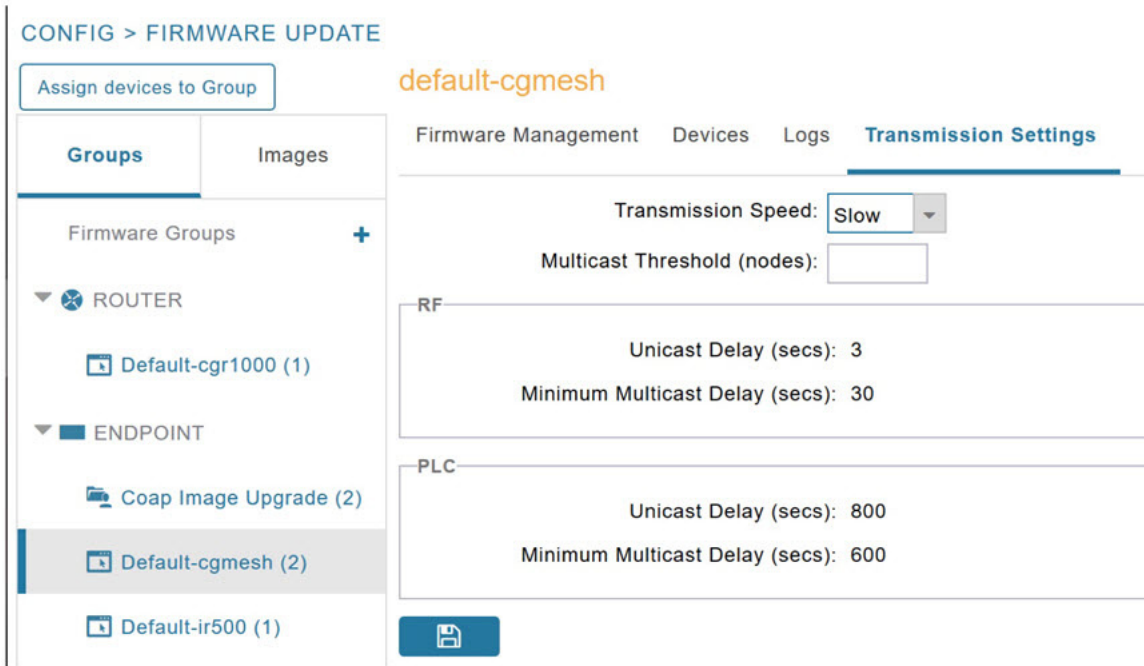 CONFIG > FIRMWARE UPDATE
Assign devices to Group
Groups
Images
Firmware Groups +
ROUTER
Default-cgr1000 (1)
ENDPOINT
Coap Image Upgrade (2)
Default-cgmesh (2)
Default-ir500 (1)
default-cgmesh
Firmware Management Devices Logs Transmission Settings
Transmission Speed: Slow
Multicast Threshold (nodes):
RF
Unicast Delay (secs): 3
Minimum Multicast Delay (secs): 30
PLC
Unicast Delay (secs): 800
Minimum Multicast Delay (secs): 600